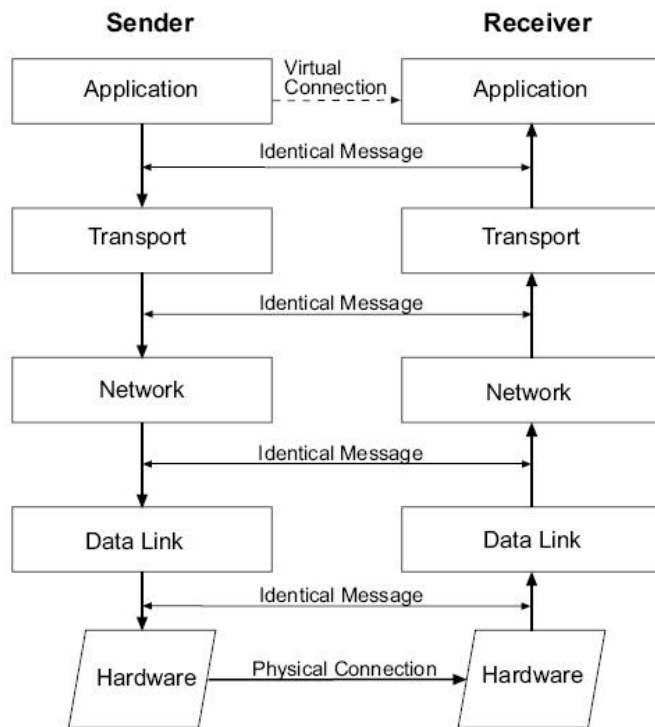 Sender
Receiver
Application
Virtual
Connection
Application
Identical Message
Transport
Transport
Identical Message
Network
Network
Identical Message
Data Link
Data Link
Identical Message
Hardware
Physical Connection
Hardware